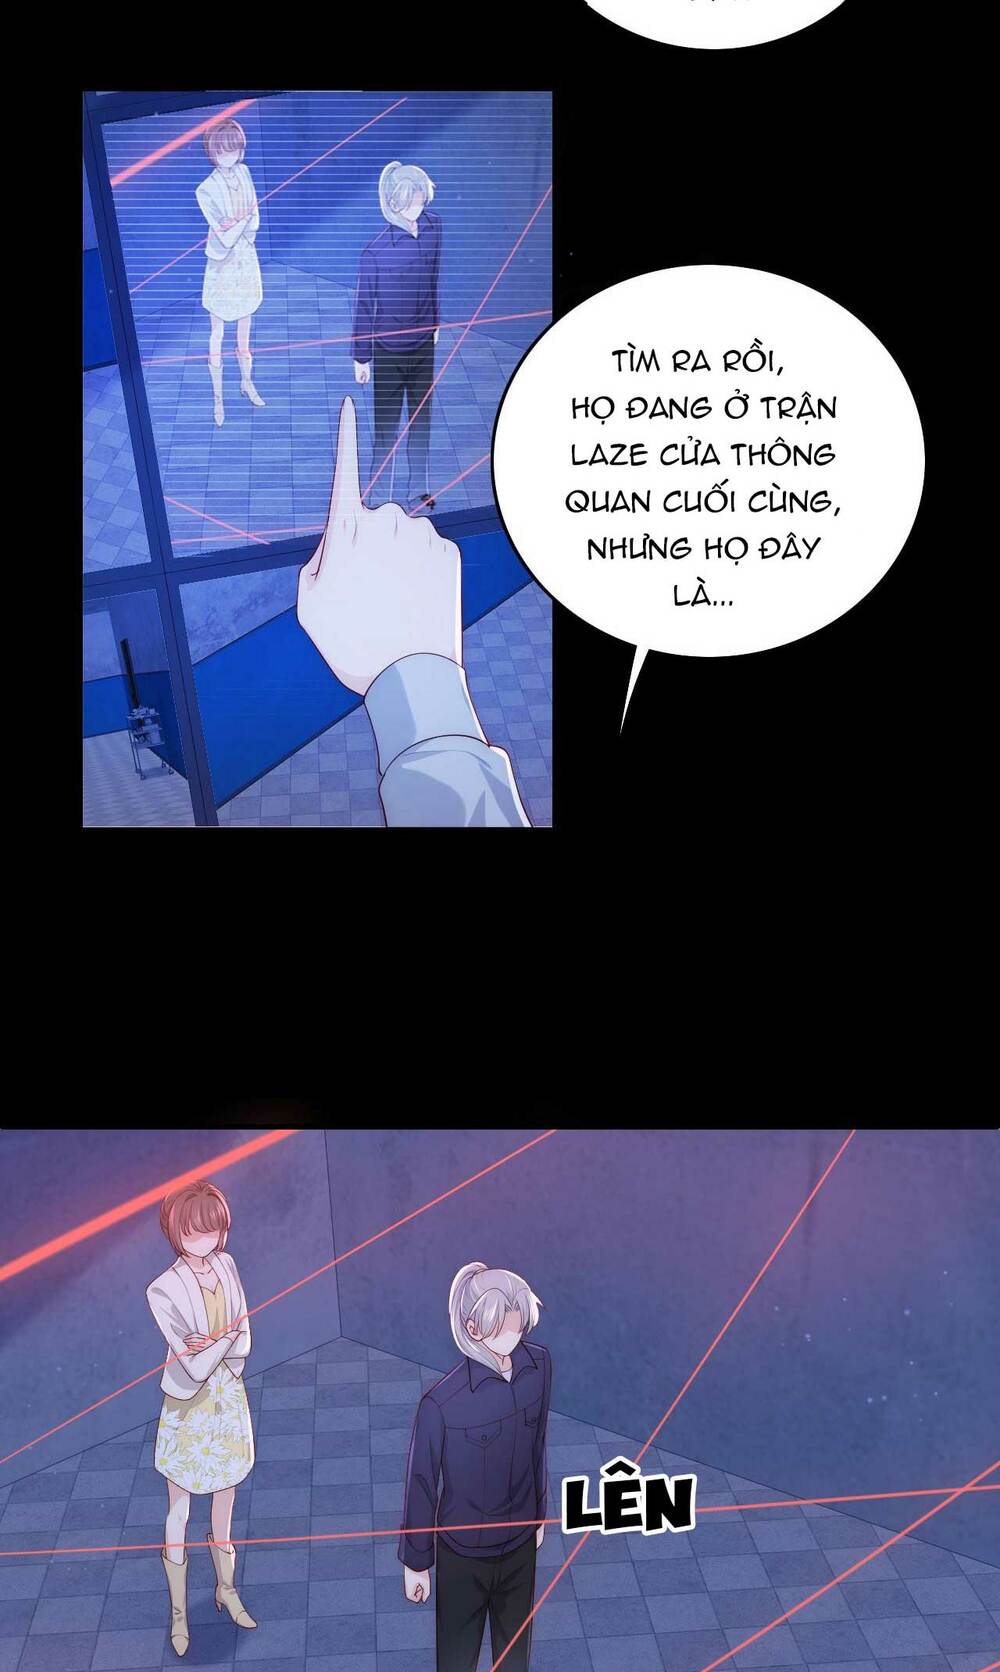 TÌM RA RỒI,
HỌ ĐANG Ở TRẬN
LAZE CỬA THÔNG
QUAN CUỐI CÙNG,
NHƯNG HỌ ĐÂY
LÀ...
LÊN